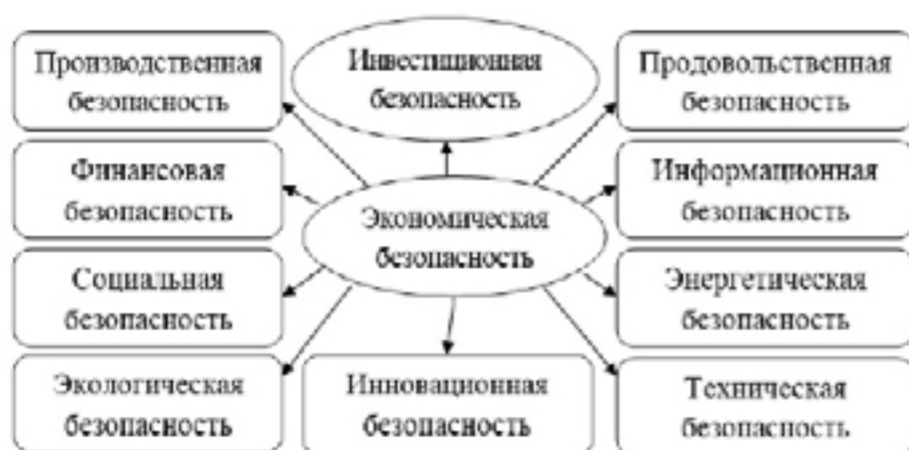 Производственная
безопасность
Инвестиционная
безопасность
Продовольственная
безопасность
Финансовая
безопасность
Экономическая
безопасность
Информационная
безопасность
Социальная
безопасность
Энергетическая
безопасность
Экологическая
безопасность
Инновационная
безопасность
Техническая
безопасность